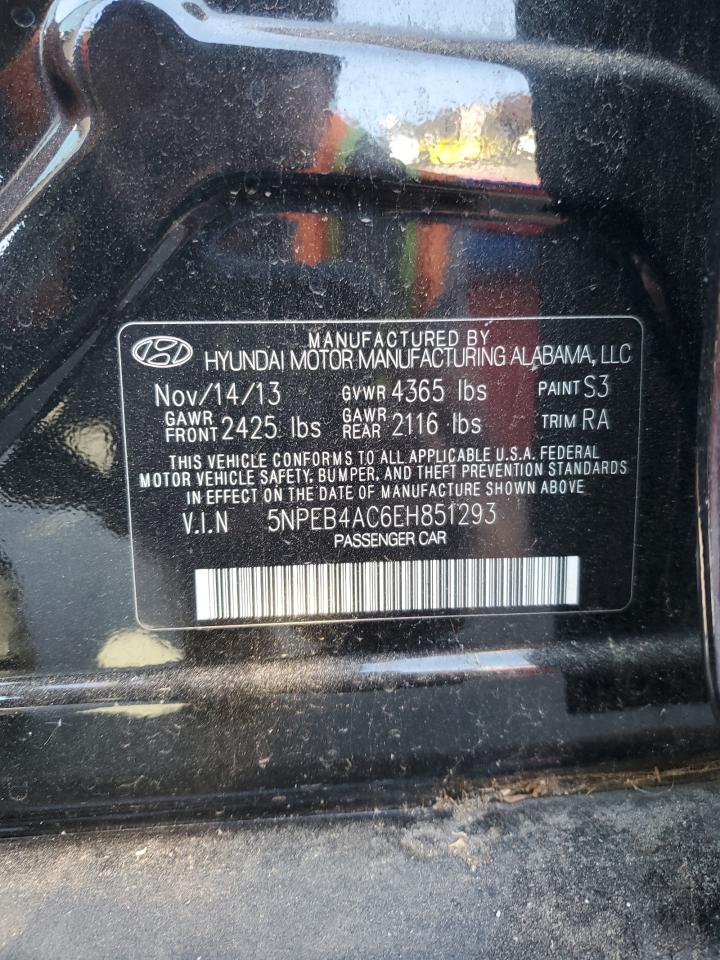 MANUFACTURED BY
HYUNDAI MOTOR MANUFACTURING ALABAMA, LLC
Nov/14/13 GVWR 4365 lbs PAINT S3
GAWR FRONT 2425 lbs GAWR REAR 2116 lbs TRIM RA
THIS VEHICLE CONFORMS TO ALL APPLICABLE U.S.A. FEDERAL
MOTOR VEHICLE SAFETY, BUMPER, AND THEFT PREVENTION STANDARDS
IN EFFECT ON THE DATE OF MANUFACTURE SHOWN ABOVE
V.I.N 5NPEB4AC6EH851293
PASSENGER CAR